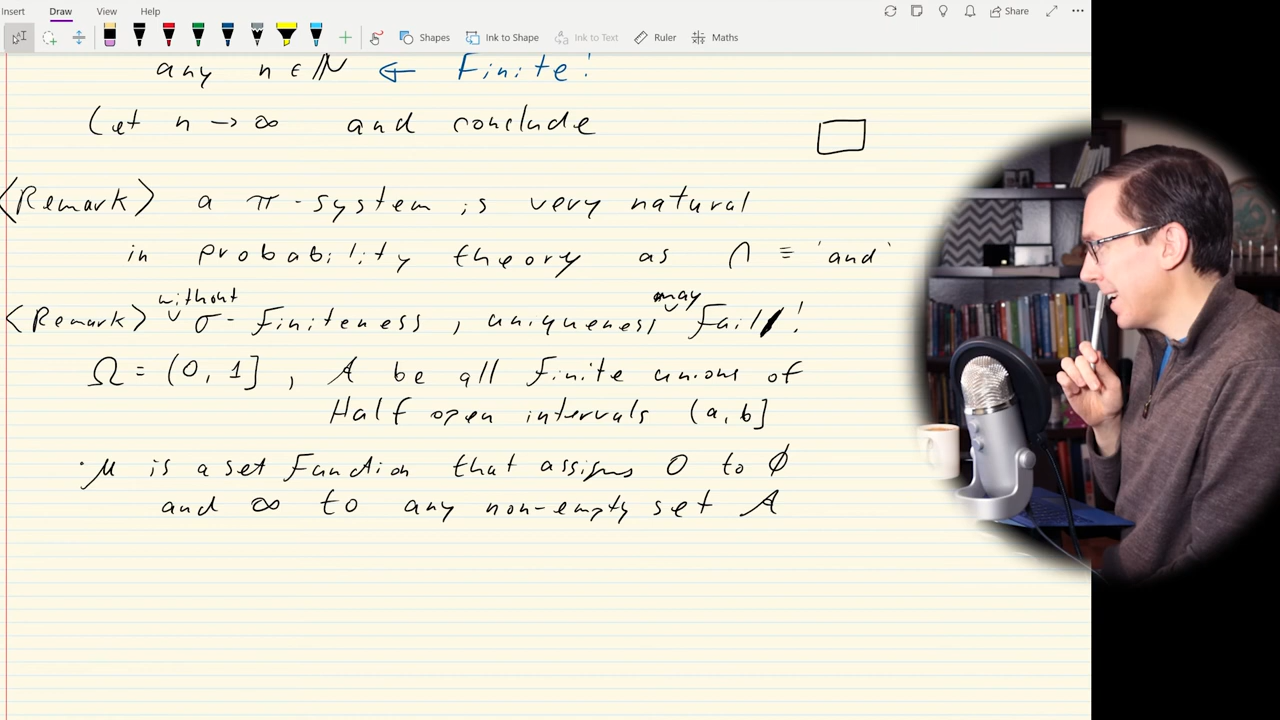 Insert Draw View Help
Share
Shapes Ink to Shape Ink to Text Ruler Maths
any n ∈ ℕ ← Finite!
Let n → ∞ and conclude
<Remark> a π-system is very natural
in probability theory as ∩ ≡ 'and'
<Remark> without σ-finiteness, uniqueness may fail!
Ω = (0, 1], A be all finite unions of
Half open intervals (a, b]
· μ is a set function that assigns 0 to ∅
and ∞ to any non-empty set A